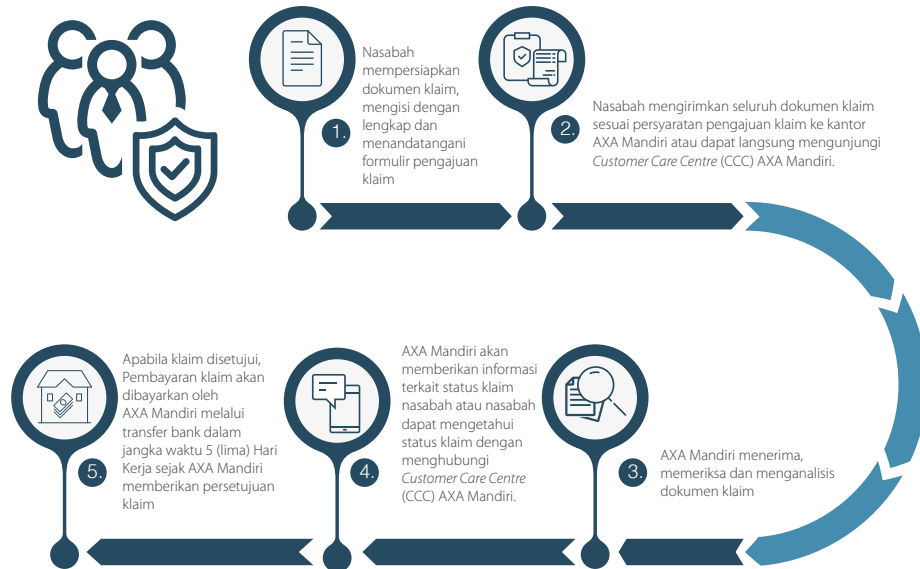 1.
Nasabah
mempersiapkan
dokumen klaim,
mengisi dengan
lengkap dan
menandatangani
formulir pengajuan
klaim
2.
Nasabah mengirimkan seluruh dokumen klaim
sesuai persyaratan pengajuan klaim ke kantor
AXA Mandiri atau dapat langsung mengunjungi
Customer Care Centre (CCC) AXA Mandiri.
3.
AXA Mandiri menerima,
memeriksa dan menganalisis
dokumen klaim
4.
AXA Mandiri akan
memberikan informasi
terkait status klaim
nasabah atau nasabah
dapat mengetahui
status klaim dengan
menghubungi
Customer Care Centre
(CCC) AXA Mandiri.
5.
Apabila klaim disetujui,
Pembayaran klaim akan
dibayarkan oleh
AXA Mandiri melalui
transfer bank dalam
jangka waktu 5 (lima) Hari
Kerja sejak AXA Mandiri
memberikan persetujuan
klaim